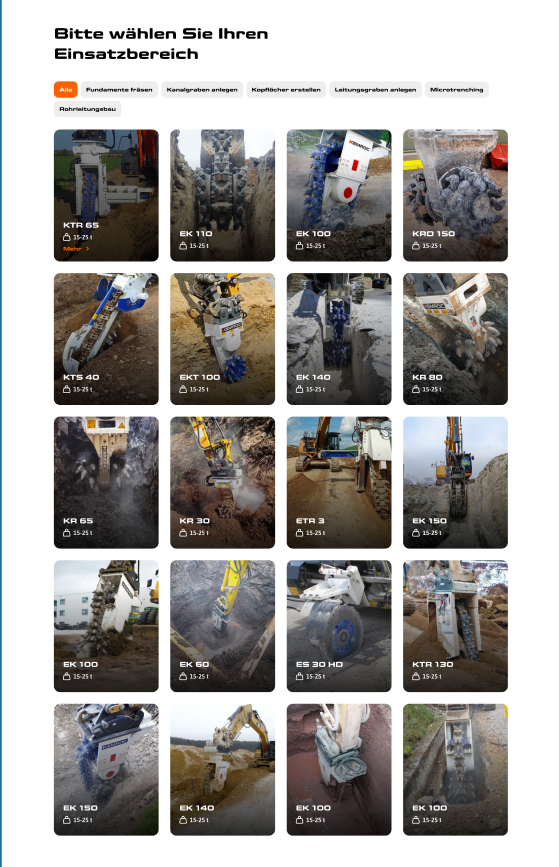 Bitte wählen Sie Ihren
Einsatzbereich
Alle Fundamente fräsen Kanalgraben anlegen Kopflöcher erstellen Leitungsgraben anlegen Microtrenching
Rohrleitungsbau
KTR 65
15-25 t
Mehr >
EK 110
15-25 t
KEMROC
EK 100
15-25 t
KRD 150
15-25 t
KTS 40
15-25 t
EKT 100
15-25 t
EK 140
15-25 t
KR 80
15-25 t
KR 65
15-25 t
KR 30
15-25 t
ETR 3
15-25 t
EK 150
15-25 t
EK 100
15-25 t
EK 60
15-25 t
ES 30 HD
15-25 t
KTR 130
15-25 t
EK 150
15-25 t
EK 140
15-25 t
EK 100
15-25 t
EK 100
15-25 t